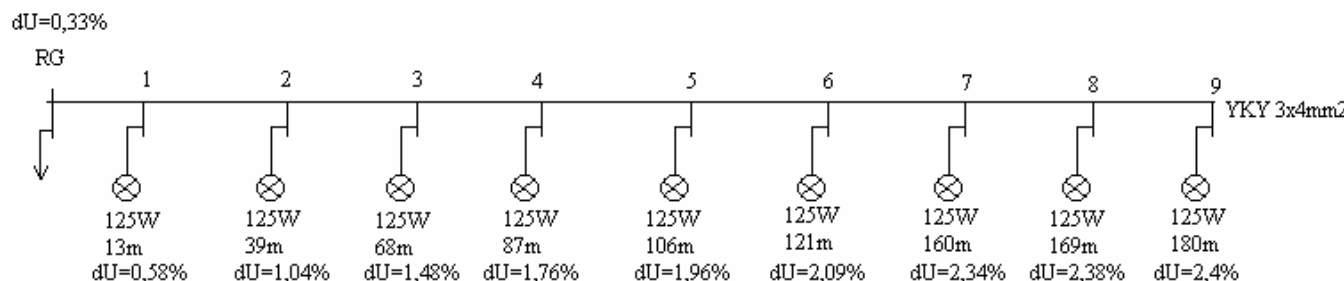 dU=0,33%
RG
1 2 3 4 5 6 7 8 9
YKY 3x4mm2
125W 125W 125W 125W 125W 125W 125W 125W 125W
13m 39m 68m 87m 106m 121m 160m 169m 180m
dU=0,58% dU=1,04% dU=1,48% dU=1,76% dU=1,96% dU=2,09% dU=2,34% dU=2,38% dU=2,4%